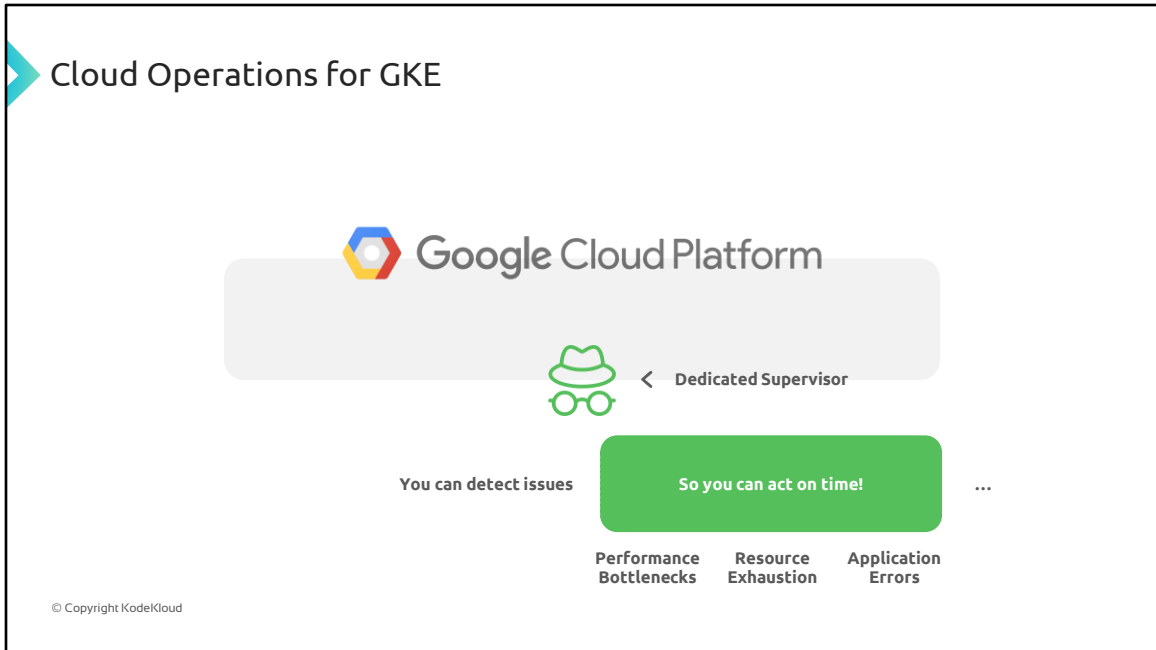 Cloud Operations for GKE
Google Cloud Platform
< Dedicated Supervisor
You can detect issues
So you can act on time!
...
Performance
Bottlenecks
Resource
Exhaustion
Application
Errors
© Copyright KodeKloud